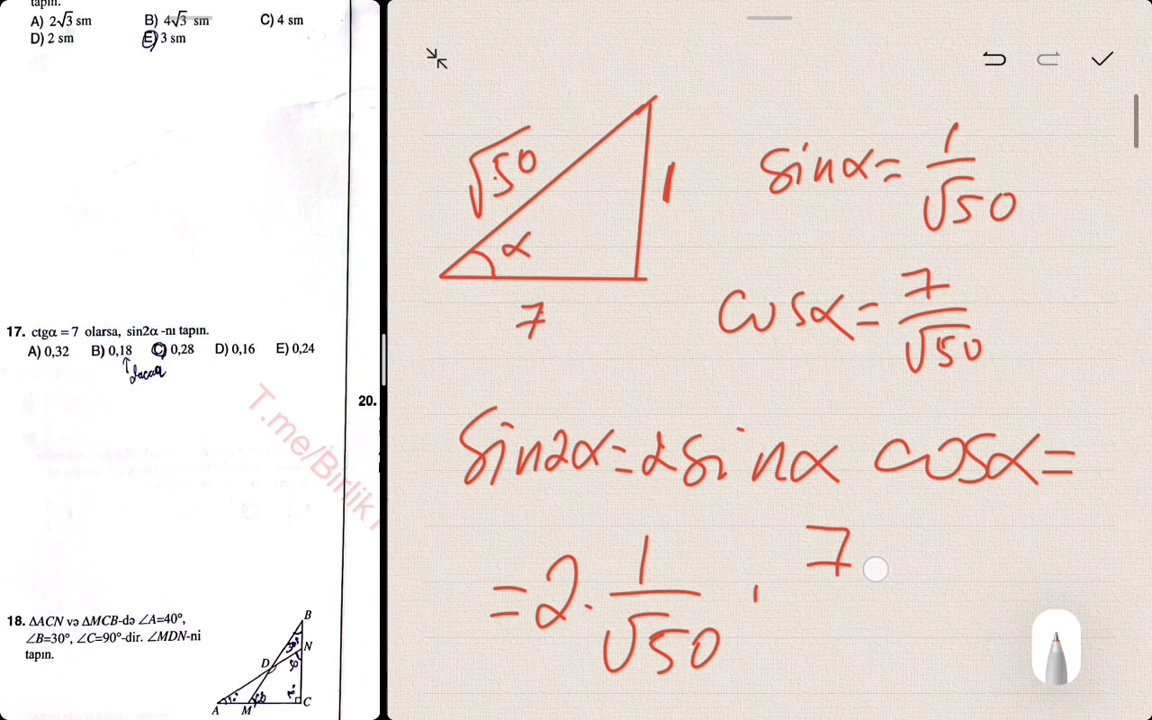 tapın.
A) 2√3 sm B) 4√3 sm C) 4 sm
D) 2 sm E) 3 sm
17. ctgα = 7 olarsa, sin2α -nı tapın.
A) 0,32 B) 0,18 C) 0,28 D) 0,16 E) 0,24
18. ΔACN və ΔMCB-də ∠A=40°,
∠B=30°, ∠C=90°-dir. ∠MDN-ni
tapın.
B
N
D
A M C
20.
T.me/Birlik
√50
1
α
7
sinα = 1/√50
cosα = 7/√50
sin2α = 2 sinα cosα =
= 2 · 1/√50 · 7